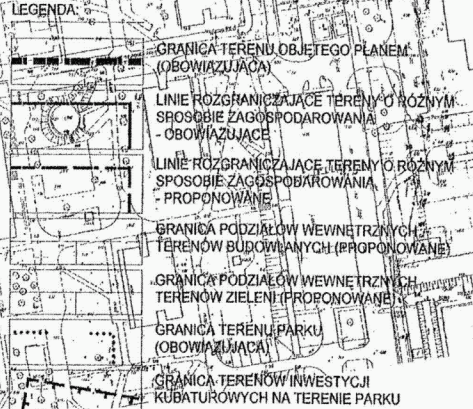 LEGENDA:
GRANICA TERENU OBJĘTEGO PLANEM
(OBOWIĄZUJĄCA)
LINIE ROZGRANICZAJĄCE TERENY O RÓŻNYM
SPOSOBIE ZAGOSPODAROWANIA
- OBOWIĄZUJĄCE
LINIE ROZGRANICZAJĄCE TERENY O RÓŻNYM
SPOSOBIE ZAGOSPODAROWANIA
- PROPONOWANE
GRANICA PODZIAŁÓW WEWNĘTRZNYCH
TERENÓW BUDOWLANYCH (PROPONOWANE)
GRANICA PODZIAŁÓW WEWNĘTRZNYCH
TERENÓW ZIELENI (PROPONOWANE)
GRANICA TERENU PARKU
(OBOWIĄZUJĄCA)
GRANICA TERENÓW INWESTYCJI
KUBATUROWYCH NA TERENIE PARKU